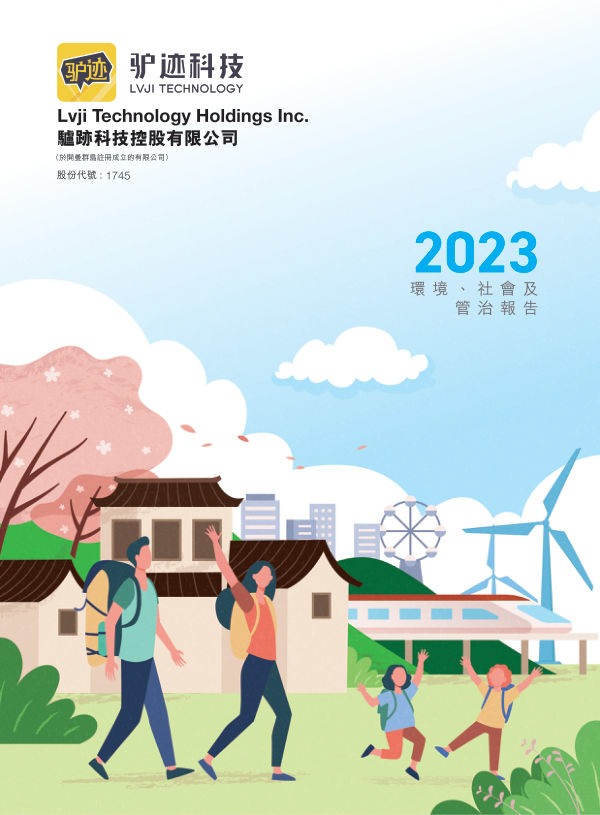 驴迹
驴迹科技
LVJI TECHNOLOGY
Lvji Technology Holdings Inc.
驢跡科技控股有限公司
(於開曼群島註冊成立的有限公司)
股份代號：1745
2023
環境、社會及
管治報告